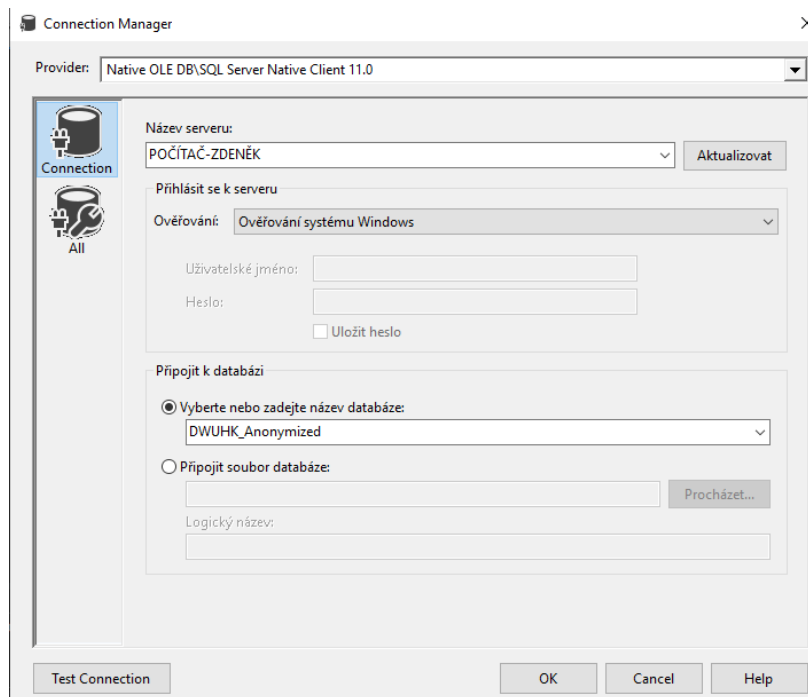 Connection Manager
Provider: Native OLE DB\SQL Server Native Client 11.0
Connection
All
Název serveru:
POČÍTAČ-ZDENĚK
Aktualizovat
Přihlásit se k serveru
Ověřování: Ověřování systému Windows
Uživatelské jméno:
Heslo:
Uložit heslo
Připojit k databázi
Vyberte nebo zadejte název databáze:
DWUHK_Anonymized
Připojit soubor databáze:
Procházet...
Logický název:
Test Connection OK Cancel Help